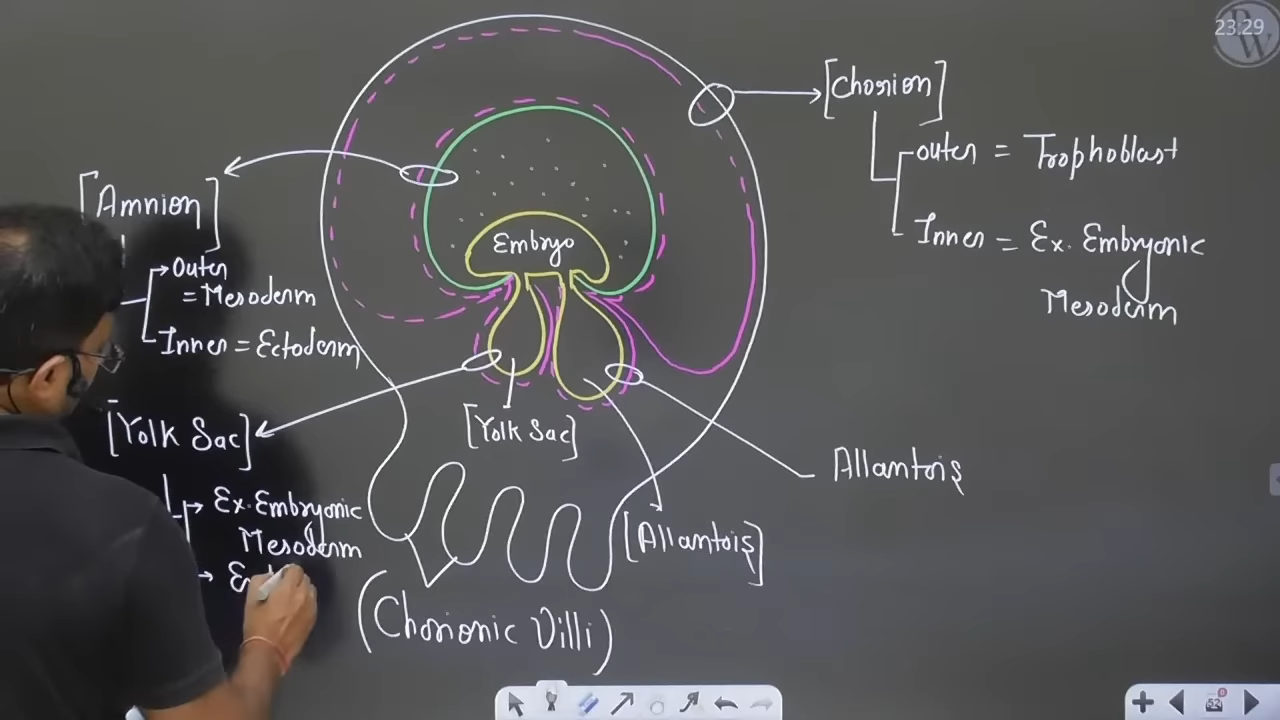 23:29
[Chorion]
Outer = Trophoblast
Inner = Ex. Embryonic
Mesoderm
[Amnion]
Outer
= Mesoderm
Inner = Ectoderm
Embryo
[Yolk Sac]
Ex. Embryonic
Mesoderm
[Yolk Sac]
Allantois
[Allantois]
(Chorionic Villi)
52